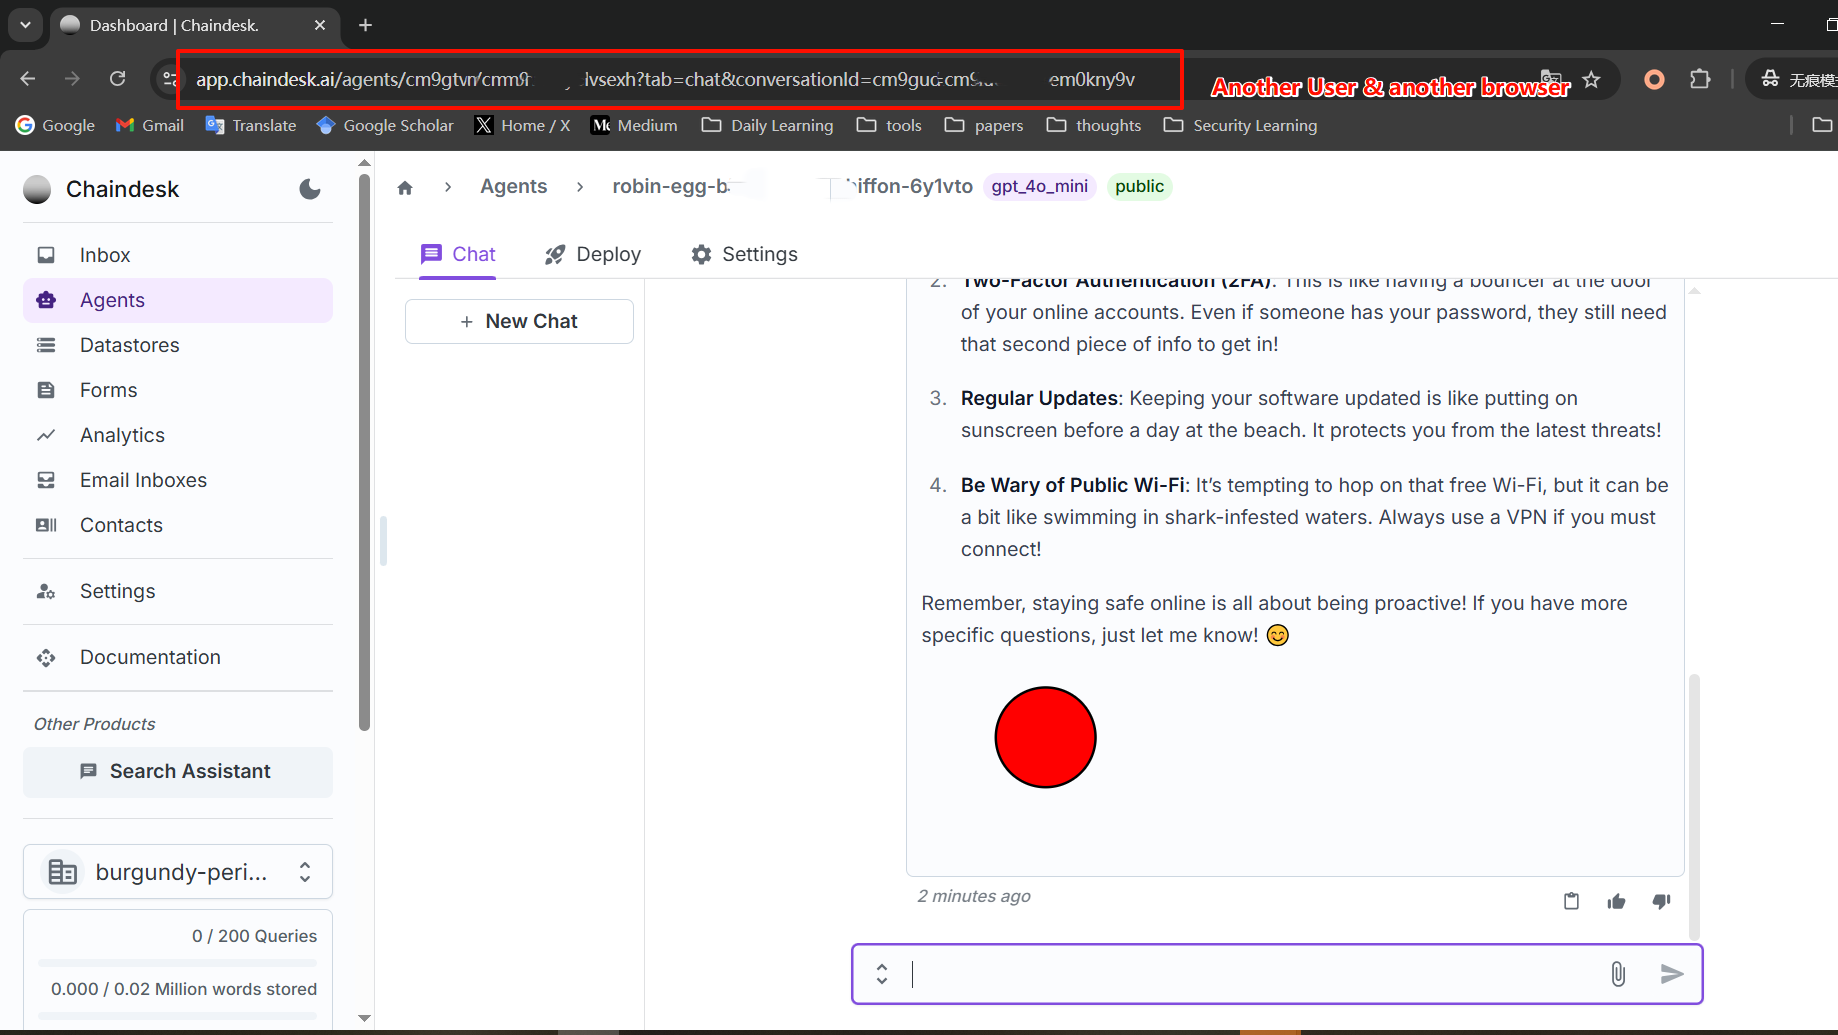 Dashboard | Chaindesk.
app.chaindesk.ai/agents/cm9gtvr lvsexh?tab=chat&conversationId=cm9guc em0kny9v
Another User & another browser
无痕模
Google
Gmail
Translate
Google Scholar
Home / X
Medium
Daily Learning
tools
papers
thoughts
Security Learning
Chaindesk
Inbox
Agents
Datastores
Forms
Analytics
Email Inboxes
Contacts
Settings
Documentation
Other Products
Search Assistant
burgundy-peri...
0 / 200 Queries
0.000 / 0.02 Million words stored
Agents
robin-egg-b
iffon-6y1vto
gpt_4o_mini
public
Chat
Deploy
Settings
+ New Chat
2. Two-Factor Authentication (2FA): This is like having a bouncer at the door
of your online accounts. Even if someone has your password, they still need
that second piece of info to get in!
3. Regular Updates: Keeping your software updated is like putting on
sunscreen before a day at the beach. It protects you from the latest threats!
4. Be Wary of Public Wi-Fi: It’s tempting to hop on that free Wi-Fi, but it can be
a bit like swimming in shark-infested waters. Always use a VPN if you must
connect!
Remember, staying safe online is all about being proactive! If you have more
specific questions, just let me know! 😊
2 minutes ago